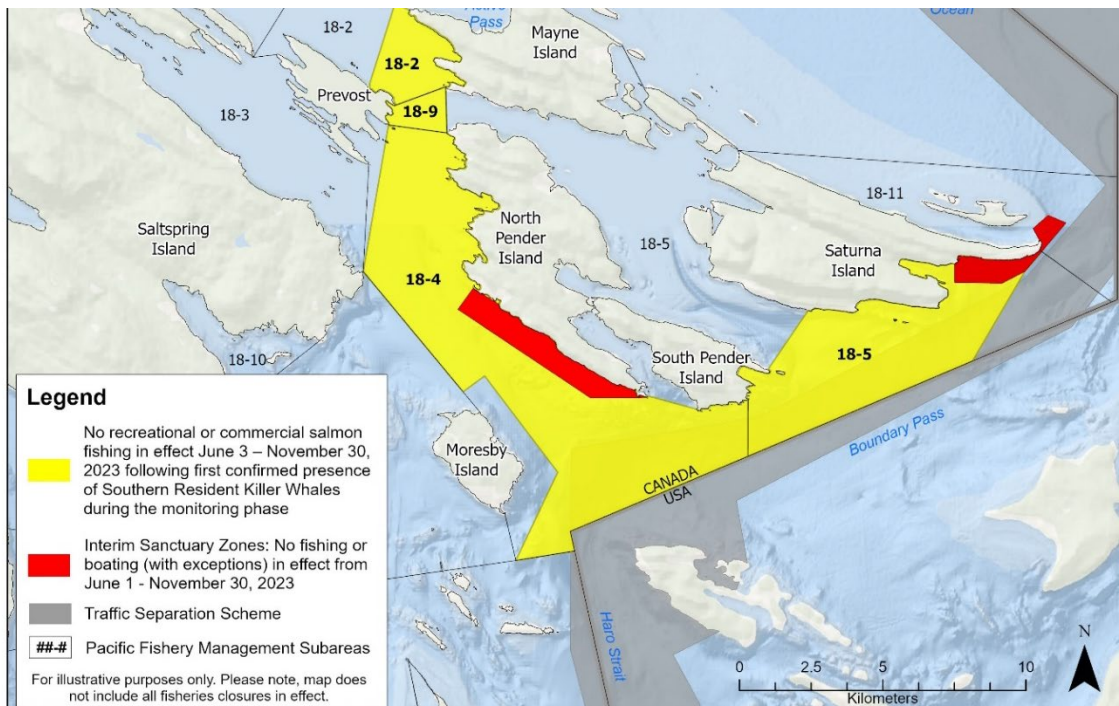 Active
Pass
Ocean
18-2
Mayne
Island
18-2
Prevost
18-9
18-3
18-11
North
Pender
Island
Saltspring
Island
18-5
Saturna
Island
18-4
18-10
South Pender
Island
18-5
Moresby
Island
Boundary Pass
CANADA
USA
Haro Strait
Legend
No recreational or commercial salmon
fishing in effect June 3 – November 30,
2023 following first confirmed presence
of Southern Resident Killer Whales
during the monitoring phase
Interim Sanctuary Zones: No fishing or
boating (with exceptions) in effect from
June 1 - November 30, 2023
Traffic Separation Scheme
##-# Pacific Fishery Management Subareas
For illustrative purposes only. Please note, map does
not include all fisheries closures in effect.
N
0 2.5 5 10
Kilometers